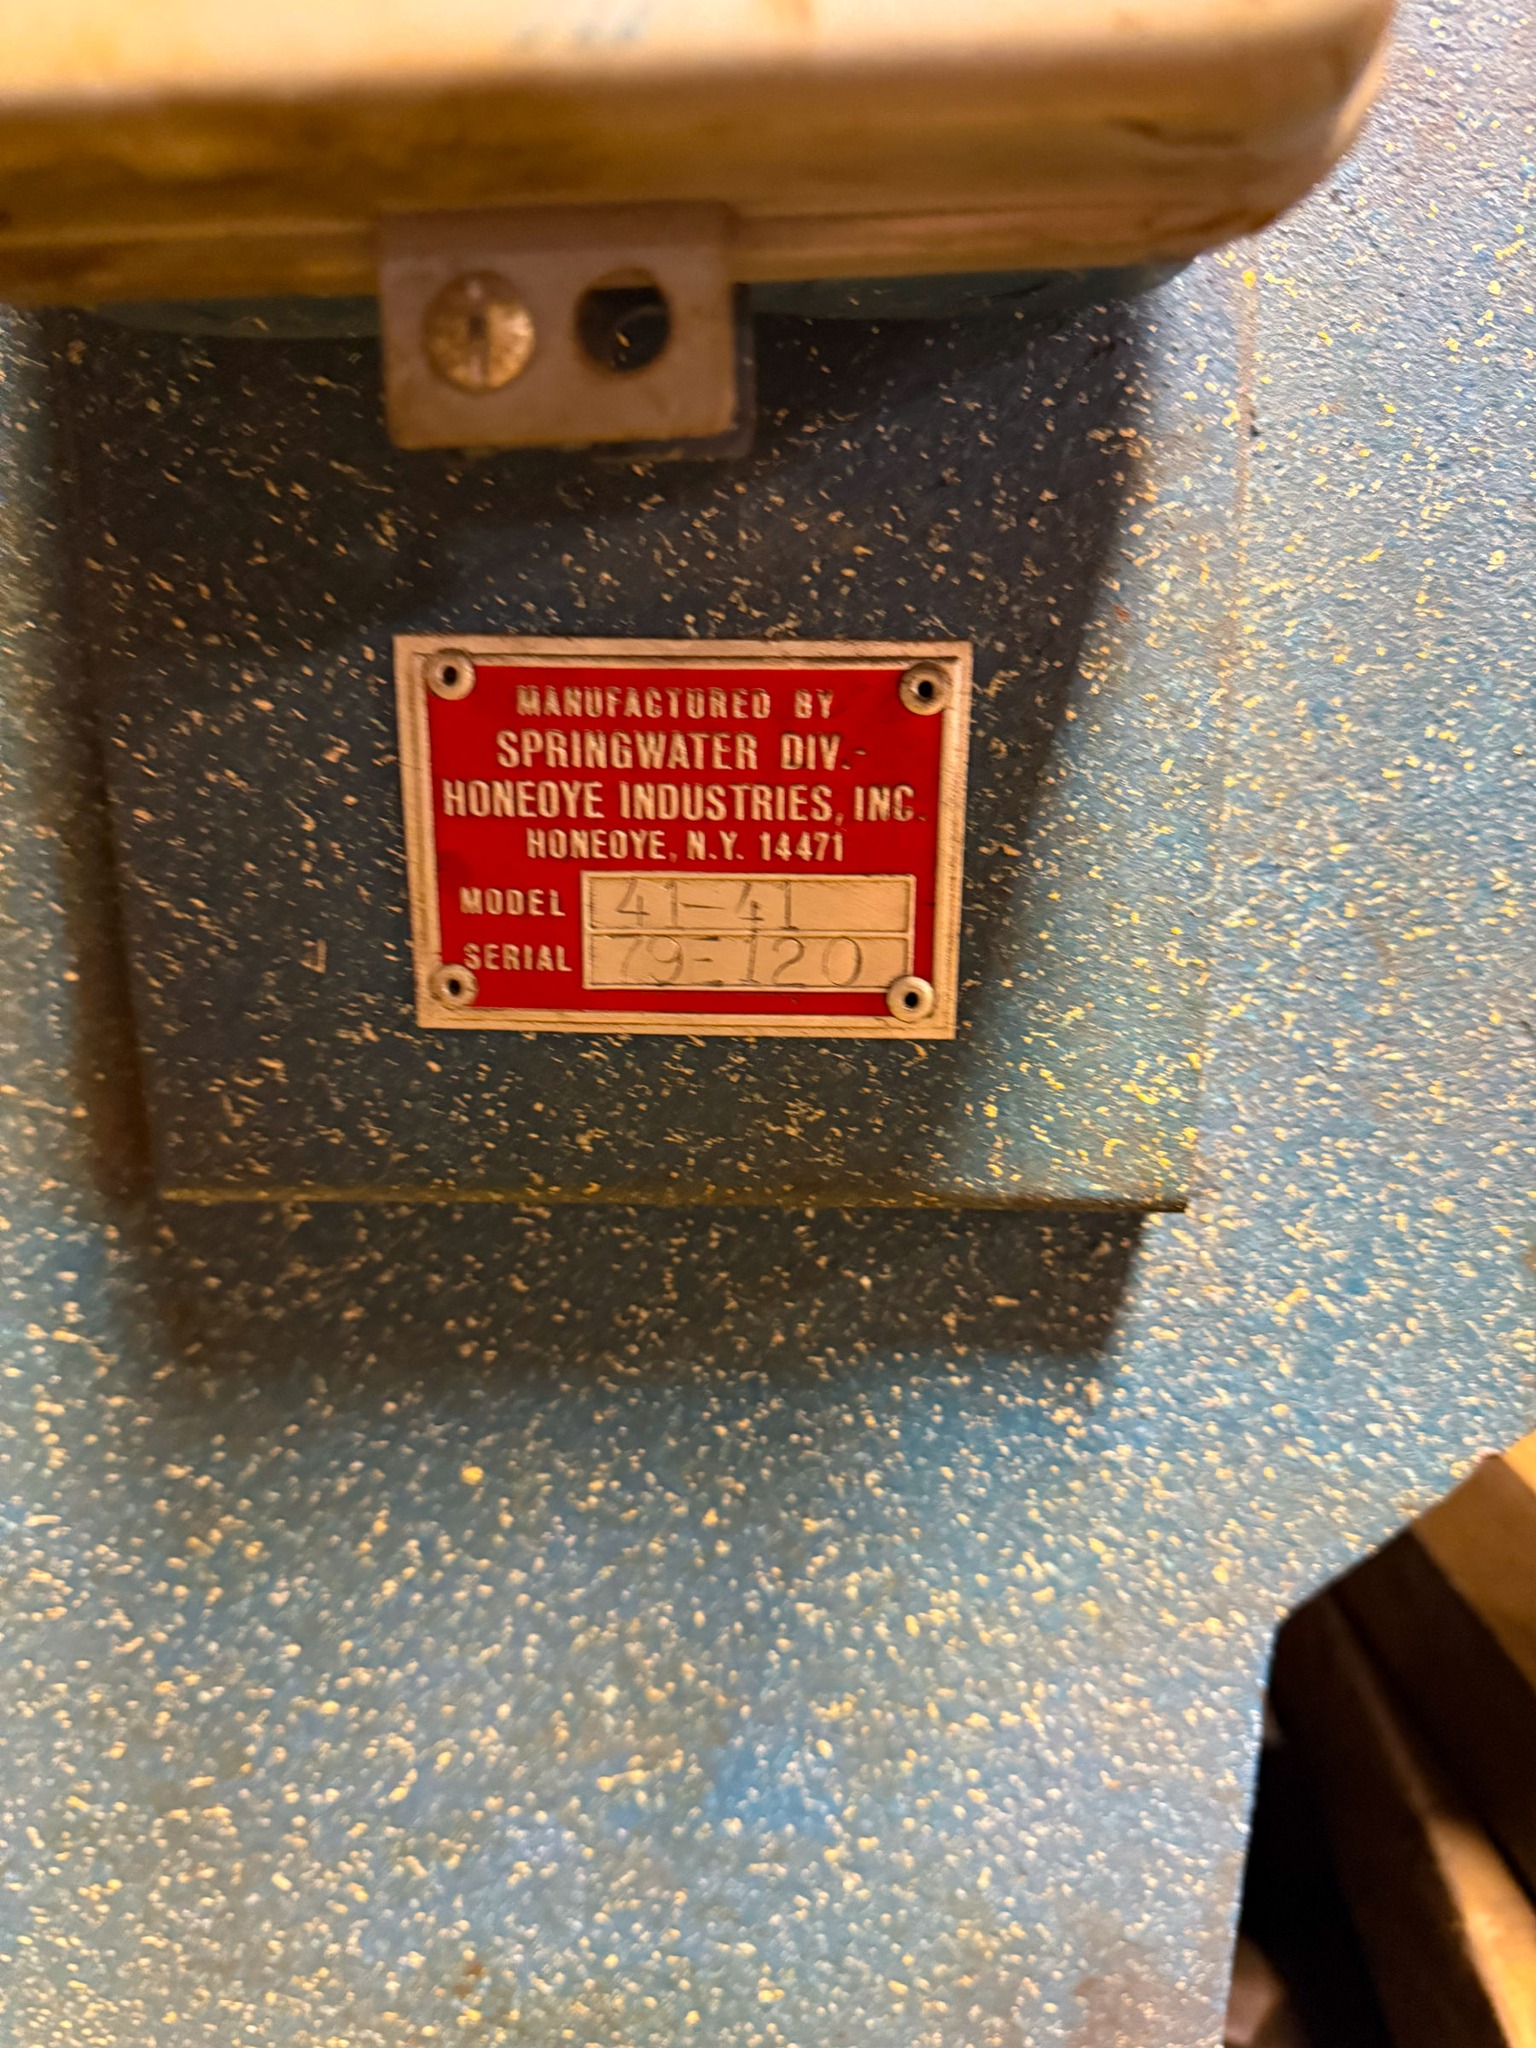 MANUFACTURED BY
SPRINGWATER DIV.-
HONEOYE INDUSTRIES, INC.
HONEOYE, N.Y. 14471
MODEL 41-41
SERIAL 79-120